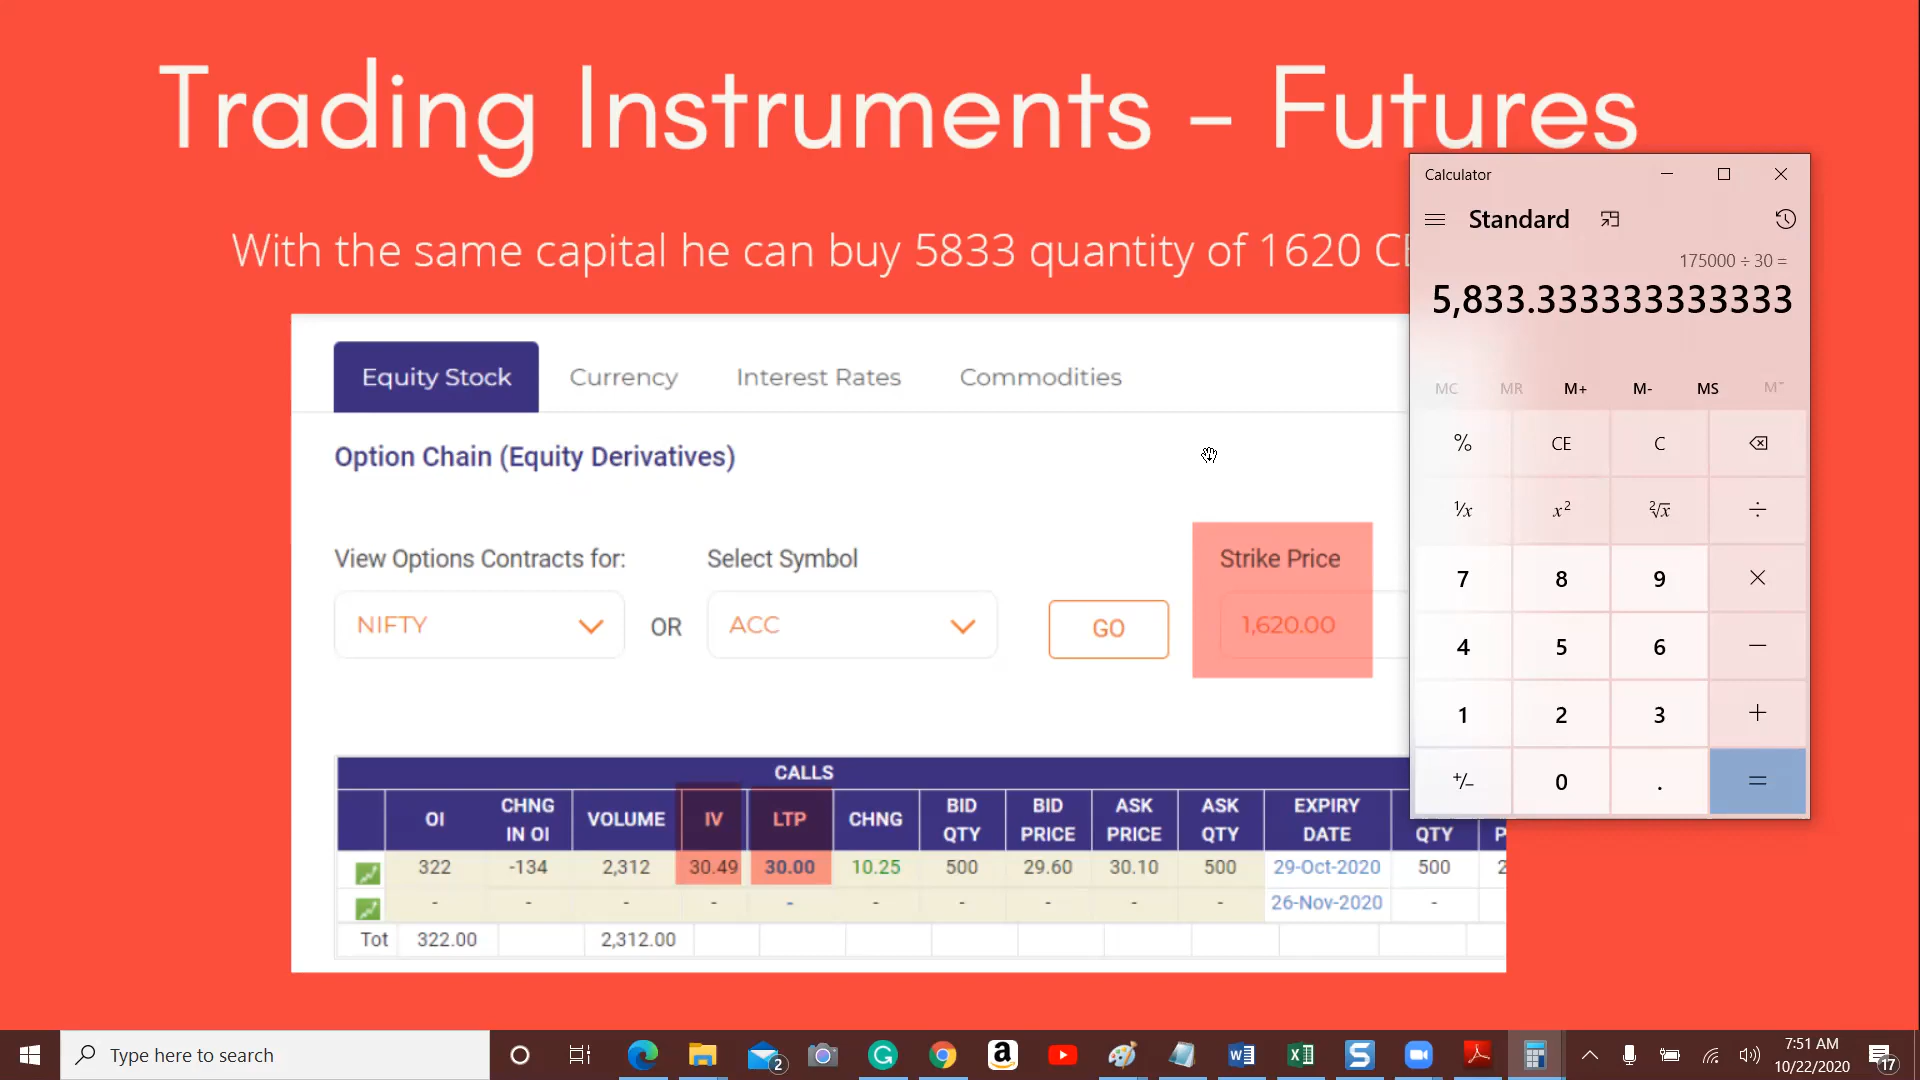 Trading Instruments – Futures
With the same capital he can buy 5833 quantity of 1620 CE
Calculator
Standard
175000 ÷ 30 =
5,833.333333333333
MC MR M+ M- MS M˅
% CE C
¹/x x² ²√x ÷
7 8 9 ×
4 5 6 −
1 2 3 +
+/− 0 . =
Equity Stock Currency Interest Rates Commodities
Option Chain (Equity Derivatives)
View Options Contracts for: Select Symbol Strike Price
NIFTY OR ACC GO 1,620.00
CALLS
OI CHNG IN OI VOLUME IV LTP CHNG BID QTY BID PRICE ASK PRICE ASK QTY EXPIRY DATE QTY P
322 -134 2,312 30.49 30.00 10.25 500 29.60 30.10 500 29-Oct-2020 500 2
- - - - - - - - - - 26-Nov-2020 -
Tot 322.00 2,312.00
Type here to search
2
a
7:51 AM
10/22/2020
17